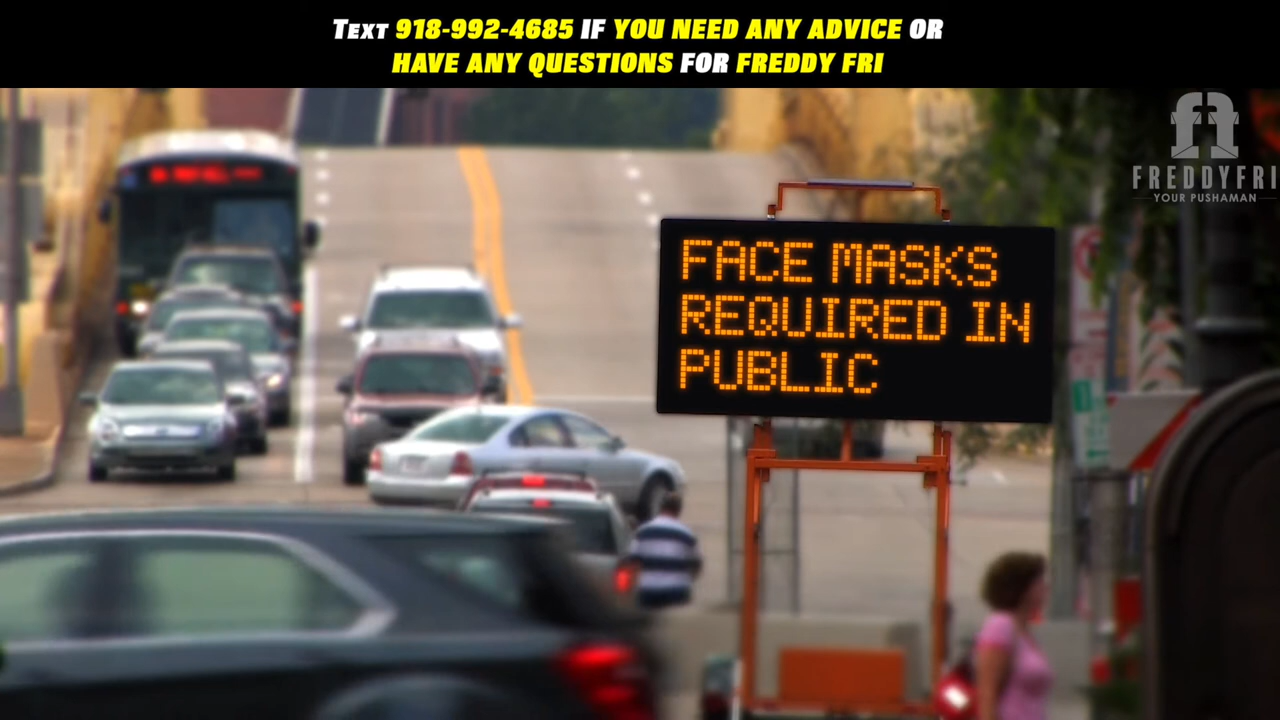 Text 918-992-4685 IF YOU NEED ANY ADVICE OR
HAVE ANY QUESTIONS FOR FREDDY FRI
FREDDYFRI
YOUR PUSHAMAN
FACE MASKS
REQUIRED IN
PUBLIC